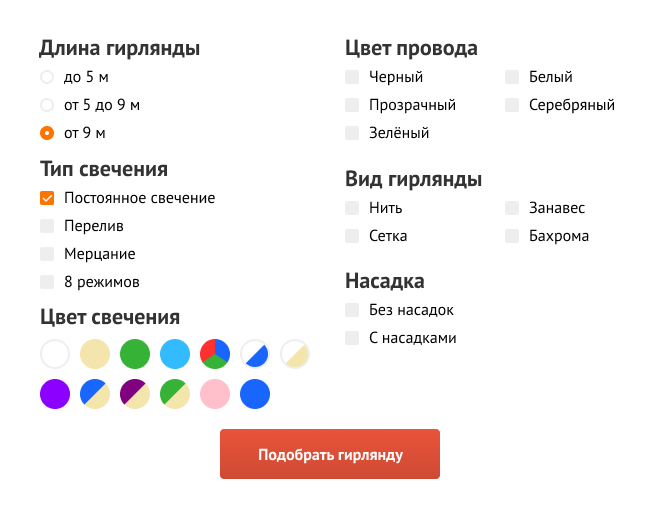 Длина гирлянды
до 5 м
от 5 до 9 м
от 9 м
Тип свечения
Постоянное свечение
Перелив
Мерцание
8 режимов
Цвет свечения
Цвет провода
Черный
Белый
Прозрачный
Серебряный
Зелёный
Вид гирлянды
Нить
Занавес
Сетка
Бахрома
Насадка
Без насадок
С насадками
Подобрать гирлянду